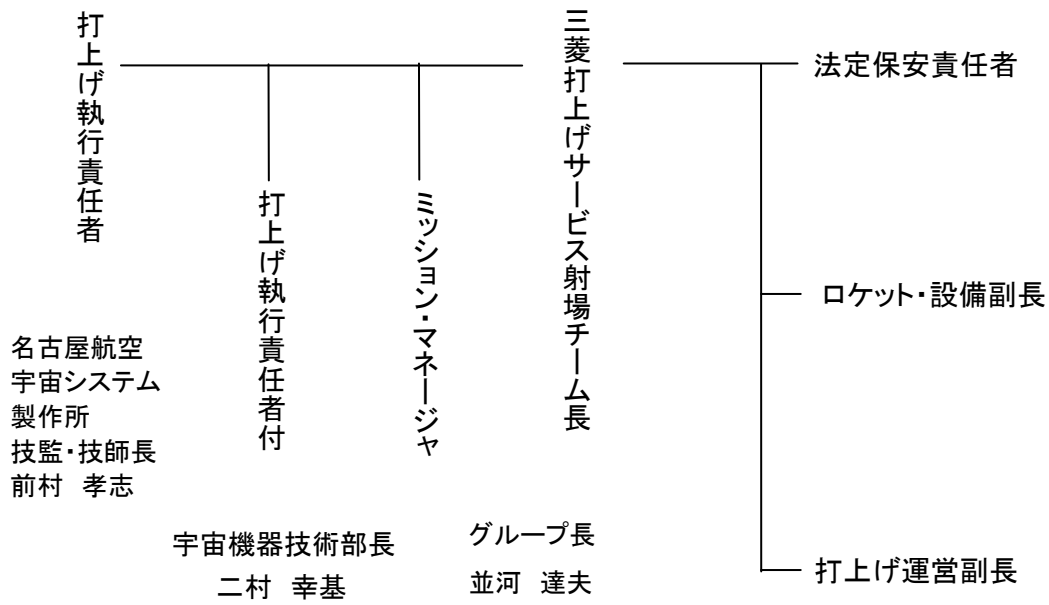 打上げ執行責任者
名古屋航空
宇宙システム
製作所
技監・技師長
前村　孝志
打上げ執行責任者付
宇宙機器技術部長
二村　幸基
ミッション・マネージャ
三菱打上げサービス射場チーム長
グループ長
並河　達夫
法定保安責任者
ロケット・設備副長
打上げ運営副長